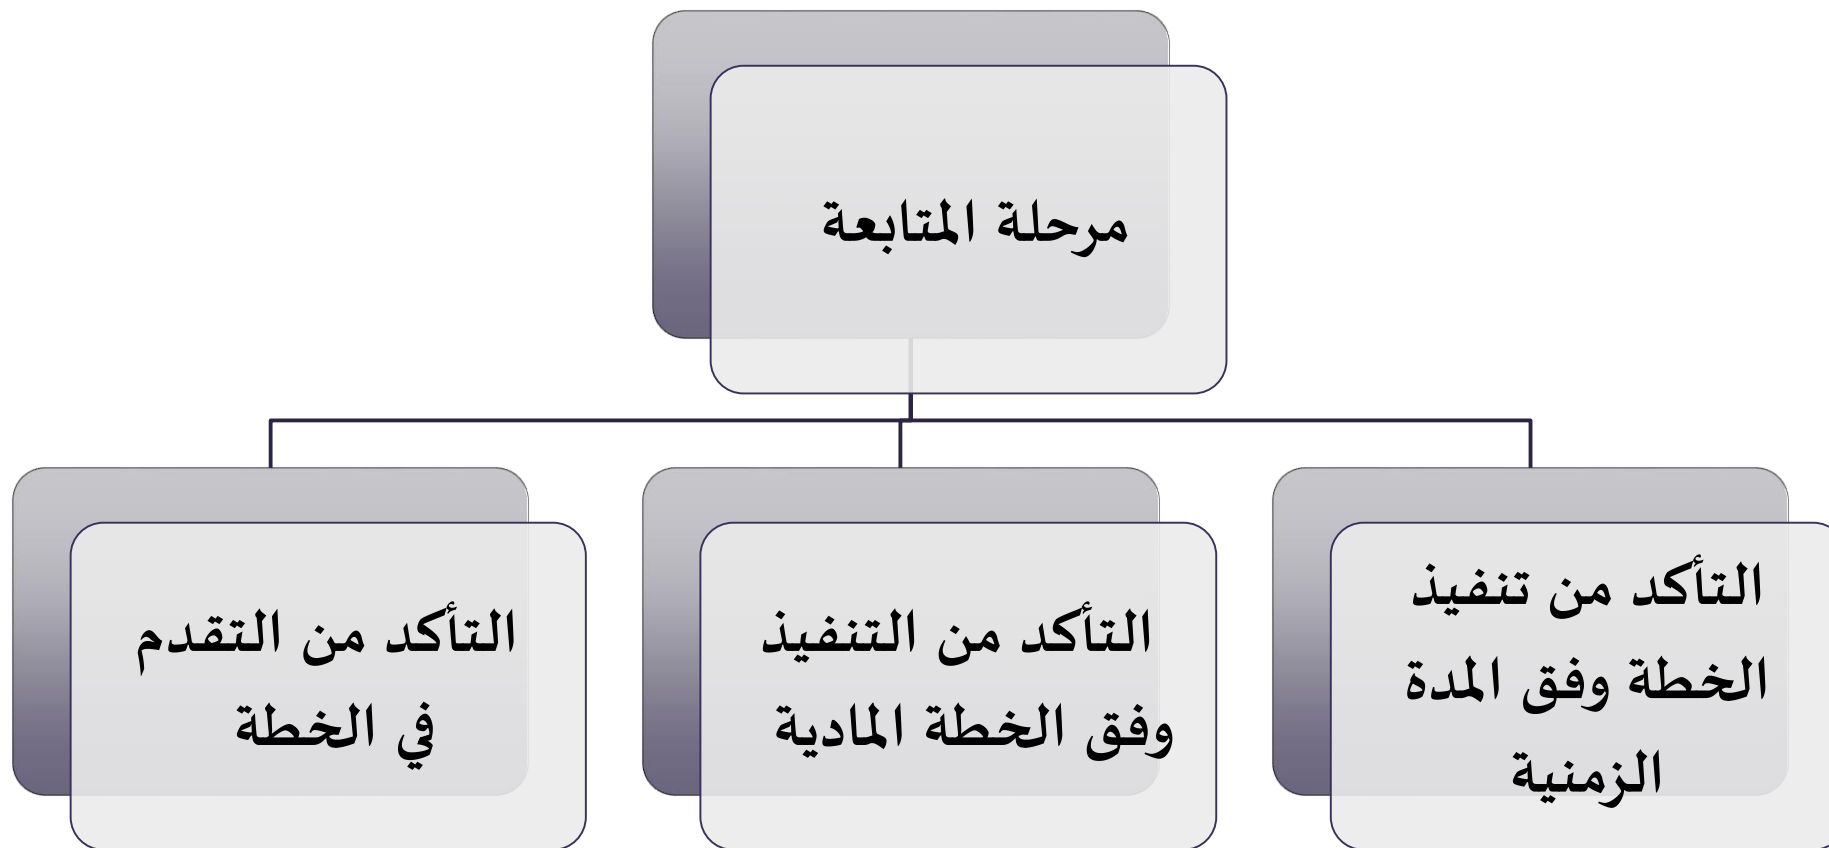 مرحلة المتابعة
التأكد من تنفيذ
الخطة وفق المدة
الزمنية
التأكد من التنفيذ
وفق الخطة المادية
التأكد من التقدم
في الخطة